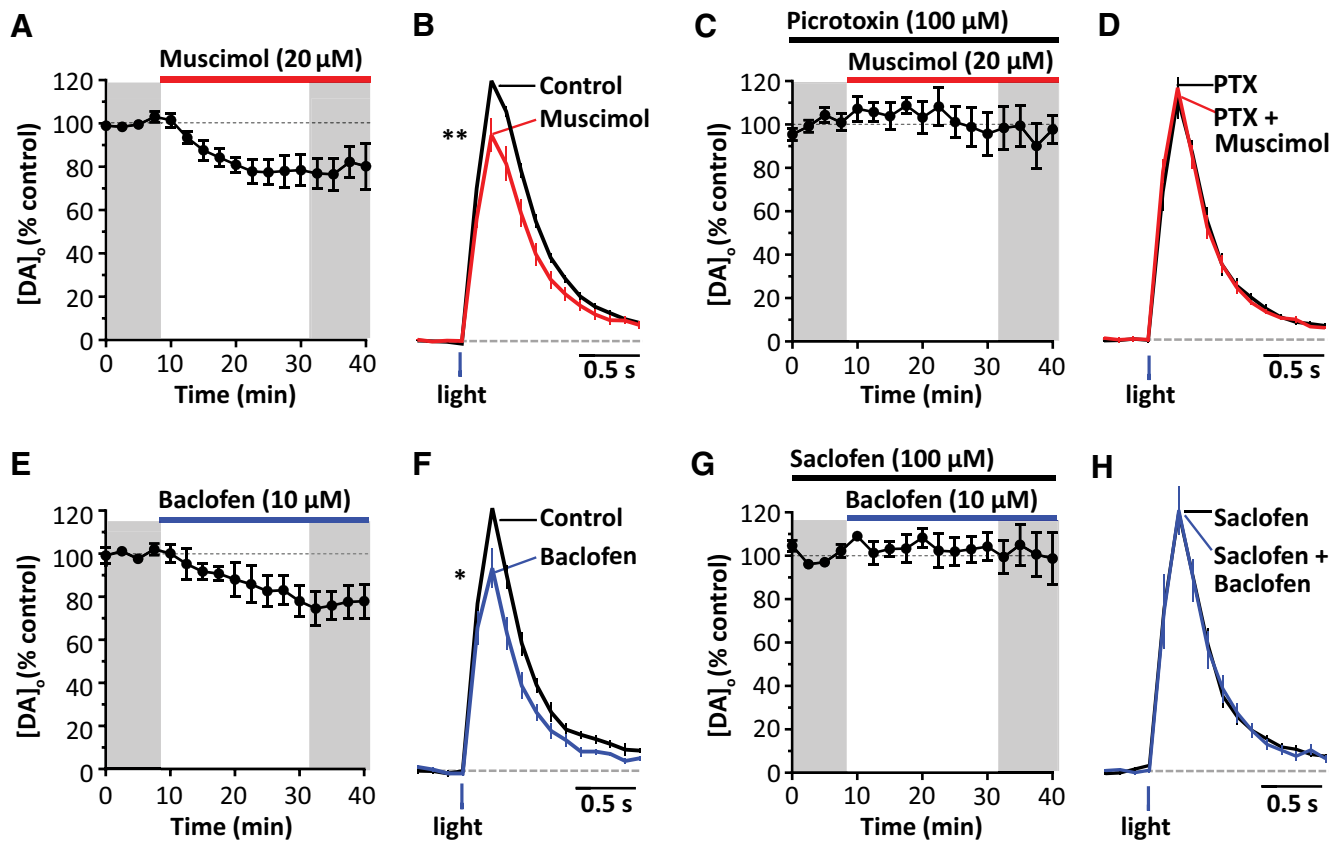 A
Muscimol (20 µM)
120
100
80
60
40
20
0
[DA]o (% control)
0 10 20 30 40
Time (min)
B
Control
Muscimol
**
0.5 s
light
C
Picrotoxin (100 µM)
Muscimol (20 µM)
120
100
80
60
40
20
0
[DA]o (% control)
0 10 20 30 40
Time (min)
D
PTX
PTX +
Muscimol
0.5 s
light
E
Baclofen (10 µM)
120
100
80
60
40
20
0
[DA]o (% control)
0 10 20 30 40
Time (min)
F
Control
Baclofen
*
0.5 s
light
G
Saclofen (100 µM)
Baclofen (10 µM)
120
100
80
60
40
20
0
[DA]o (% control)
0 10 20 30 40
Time (min)
H
Saclofen
Saclofen +
Baclofen
0.5 s
light